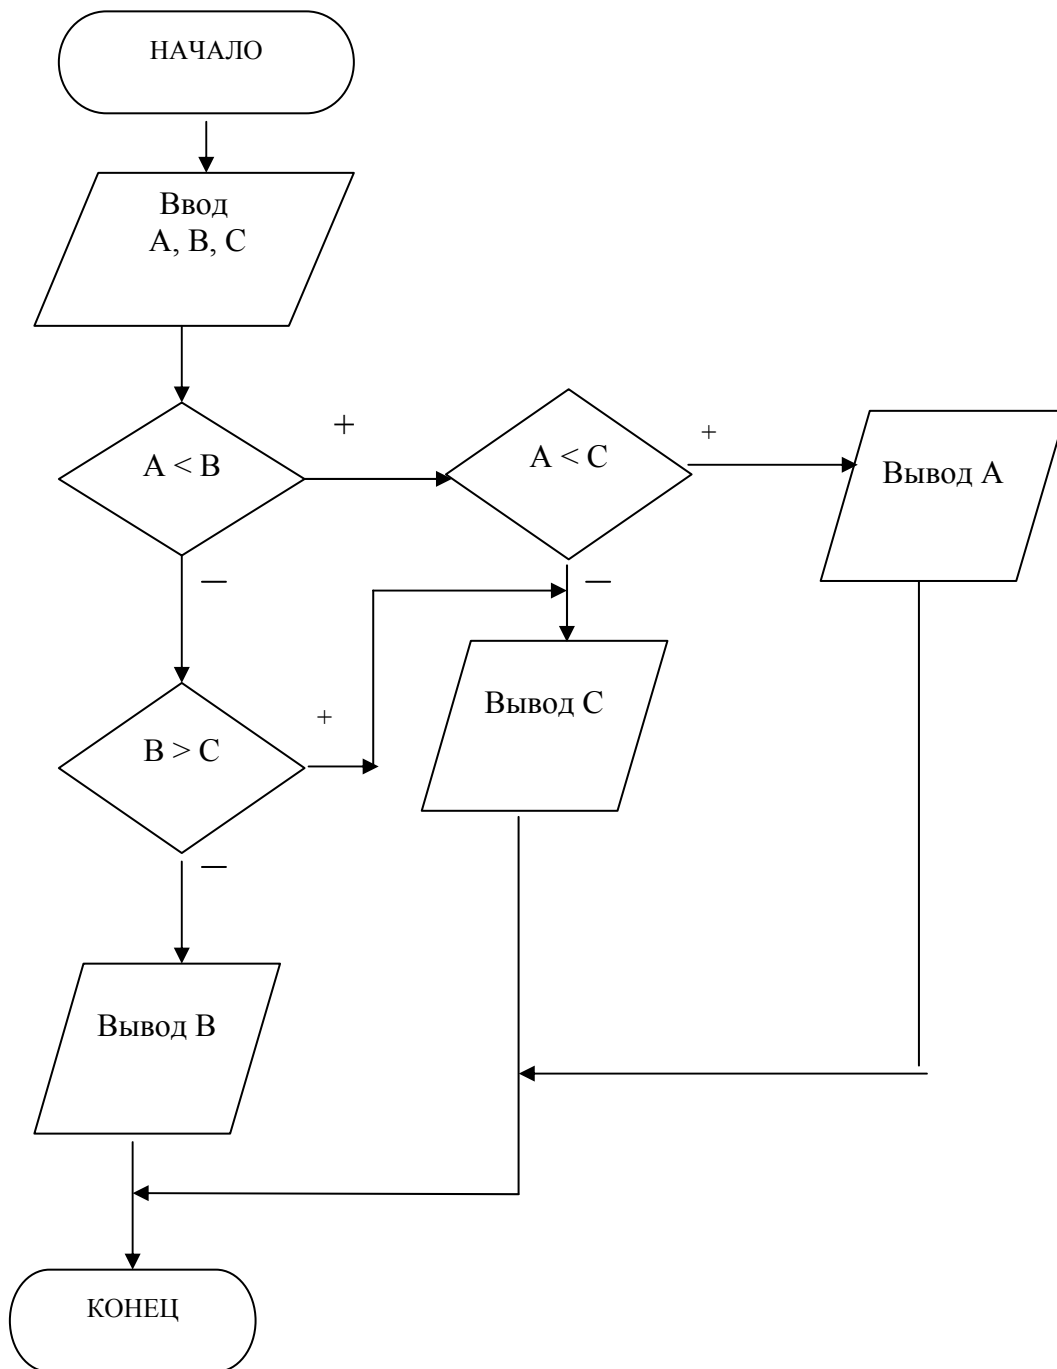 НАЧАЛО
Ввод
А, В, С
А < В
+
А < С
+
Вывод А
—
—
В > С
+
Вывод С
—
Вывод В
КОНЕЦ